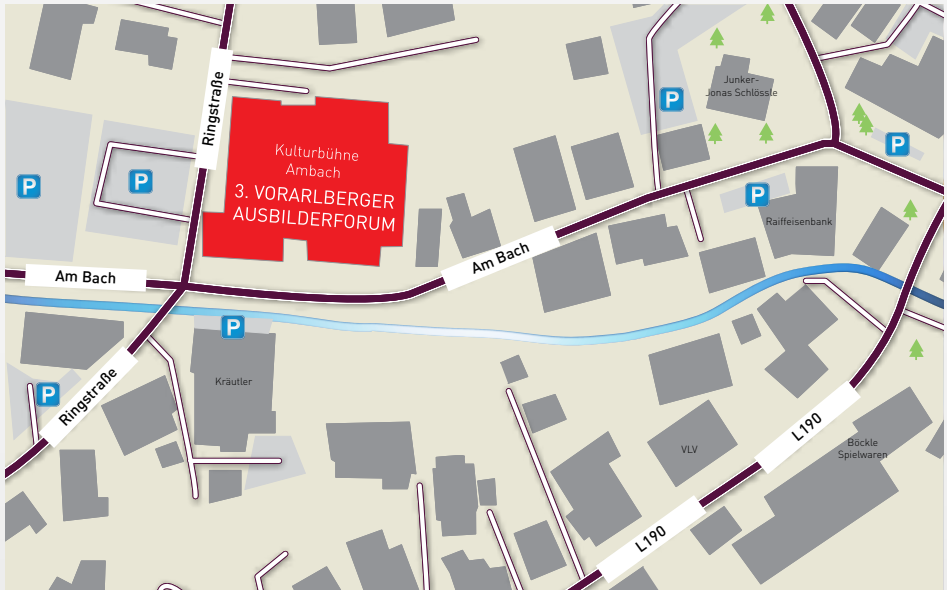 Ringstraße
Junker-
Jonas Schlössle
P
P
P
P
P
Kulturbühne
Ambach
3. VORARLBERGER
AUSBILDERFORUM
Raiffeisenbank
Am Bach
Am Bach
P
Kräutler
P
Ringstraße
L190
VLV
Böckle
Spielwaren
L190